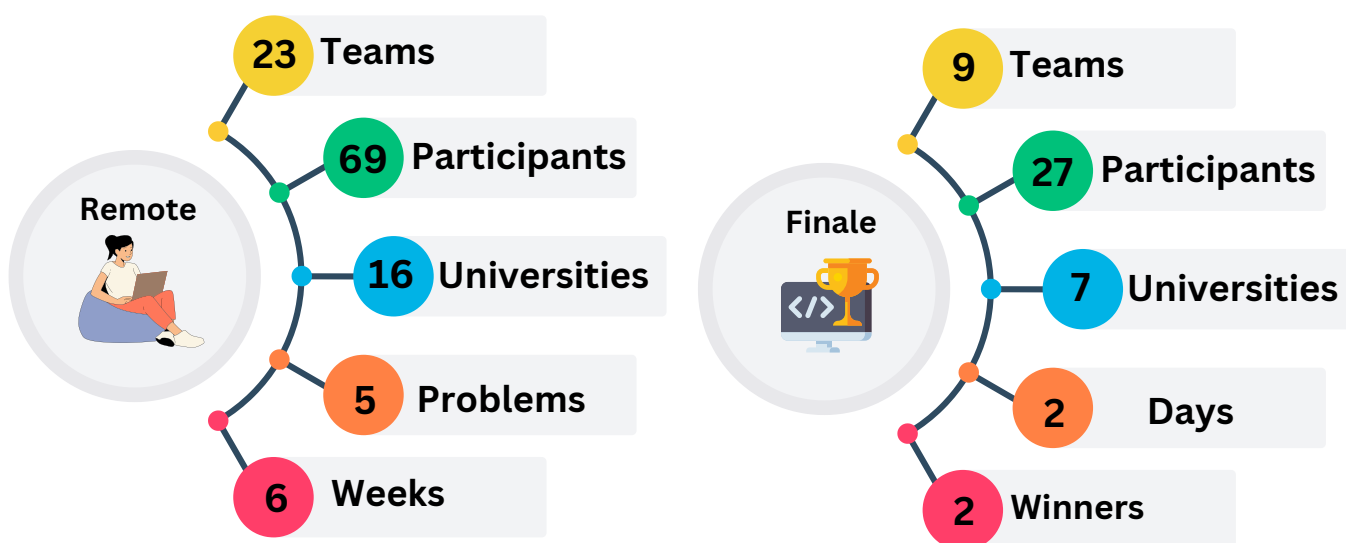 Remote
23 Teams
69 Participants
16 Universities
5 Problems
6 Weeks
Finale
</>
9 Teams
27 Participants
7 Universities
2 Days
2 Winners